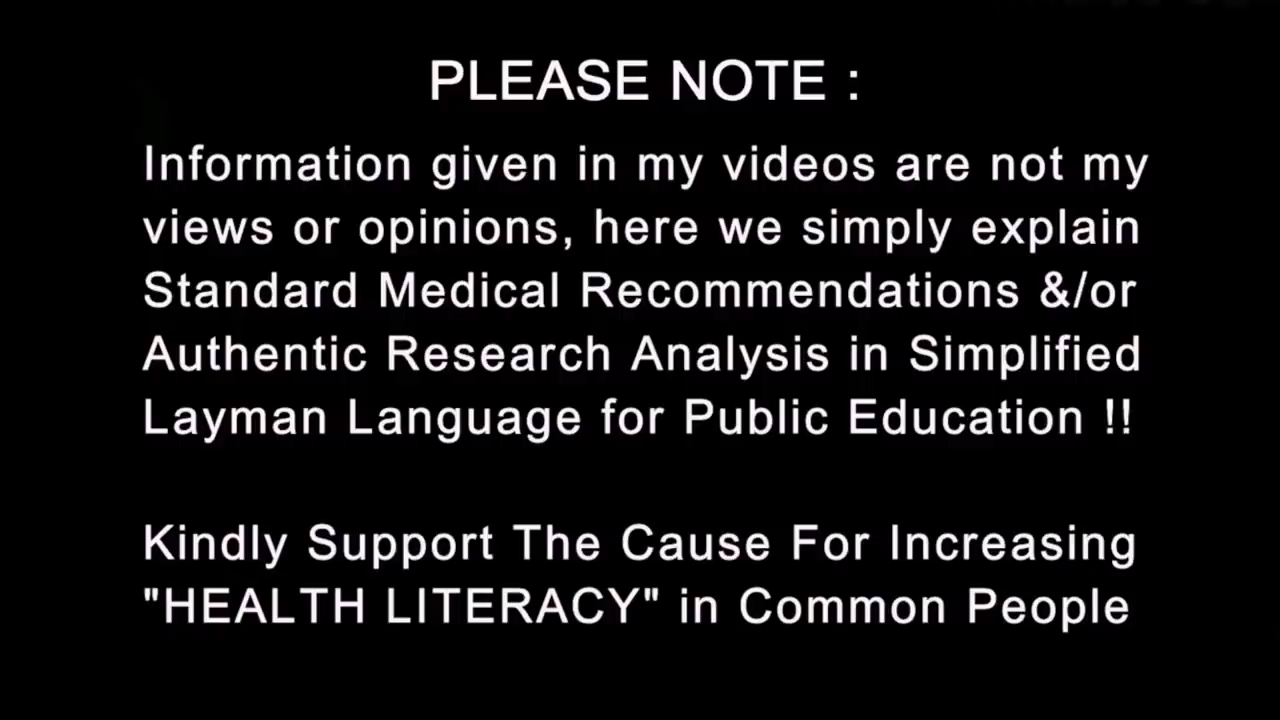 PLEASE NOTE :
Information given in my videos are not my
views or opinions, here we simply explain
Standard Medical Recommendations &/or
Authentic Research Analysis in Simplified
Layman Language for Public Education !!
Kindly Support The Cause For Increasing
"HEALTH LITERACY" in Common People